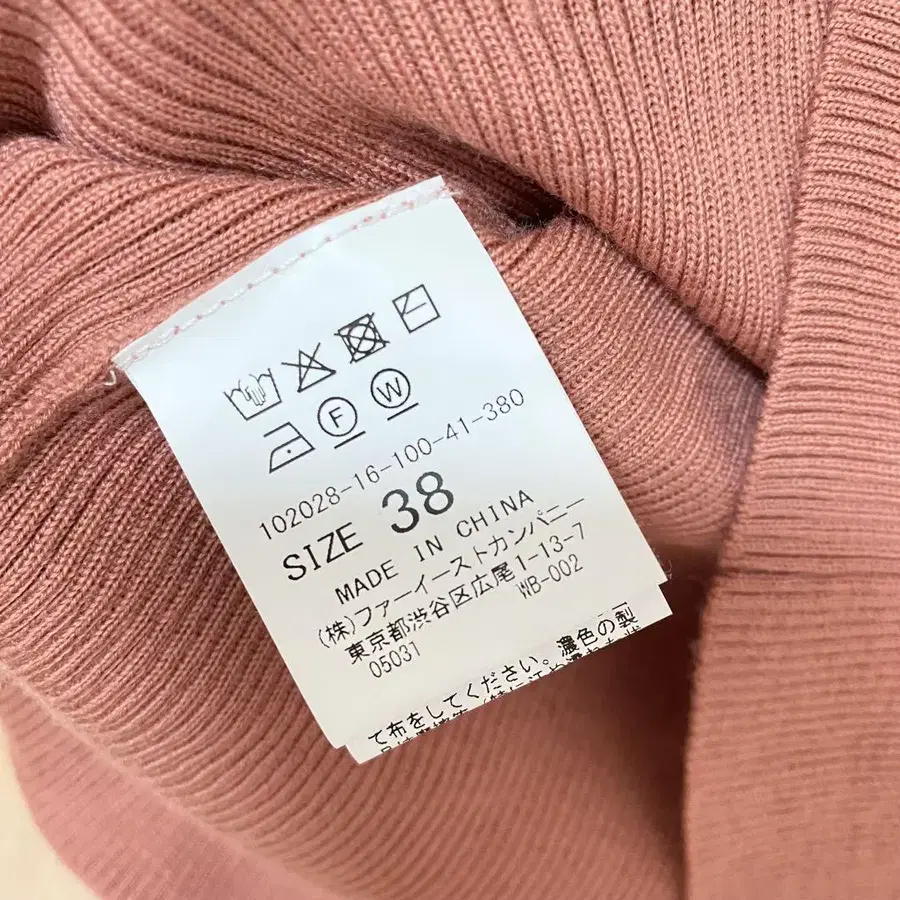 F W
102028-16-100-41-380
SIZE 38
MADE IN CHINA
(株)ファーイーストカンパニー
東京都渋谷区広尾1-13-7
05031 WB-002
て布をしてください。濃色の製